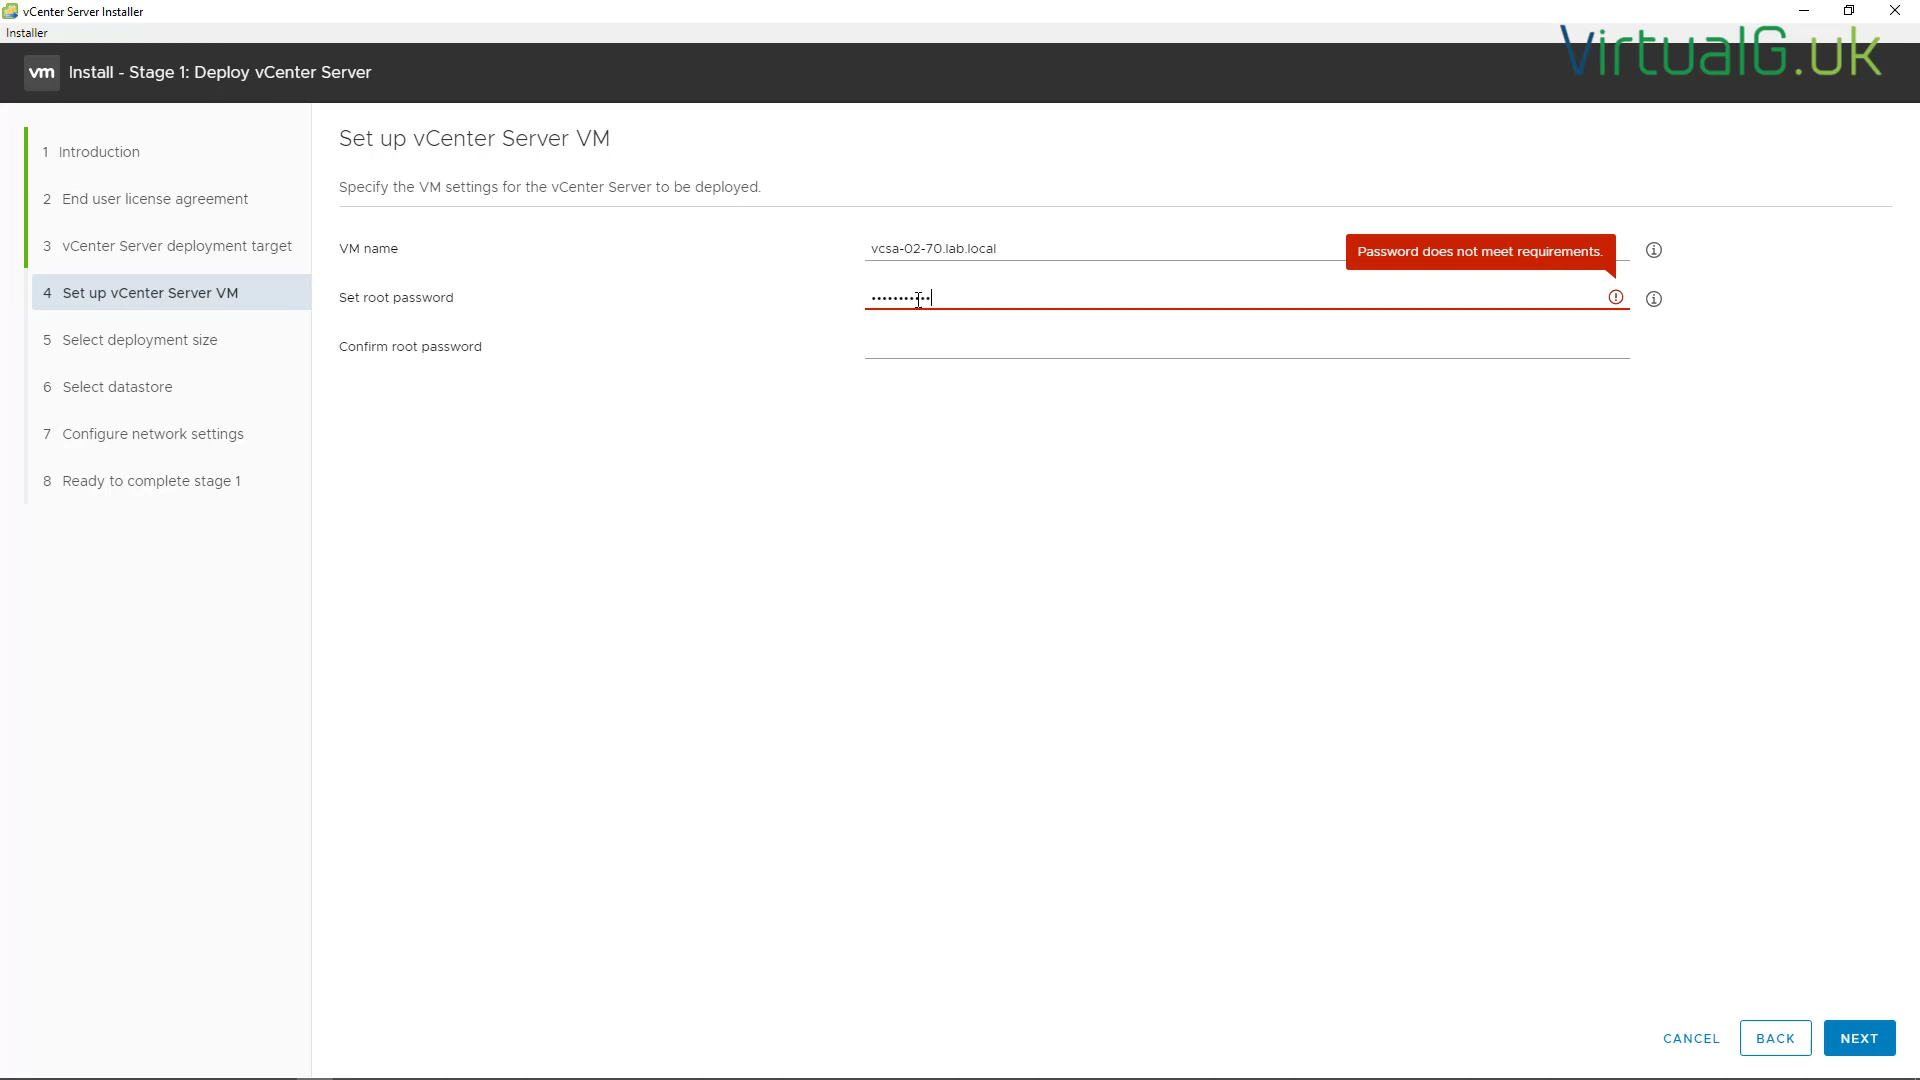 vCenter Server Installer
Installer
VirtualG.uk
vm Install - Stage 1: Deploy vCenter Server
1 Introduction
2 End user license agreement
3 vCenter Server deployment target
4 Set up vCenter Server VM
5 Select deployment size
6 Select datastore
7 Configure network settings
8 Ready to complete stage 1
Set up vCenter Server VM
Specify the VM settings for the vCenter Server to be deployed.
VM name vcsa-02-70.lab.local
Password does not meet requirements.
Set root password •••••••••••
Confirm root password
CANCEL BACK NEXT